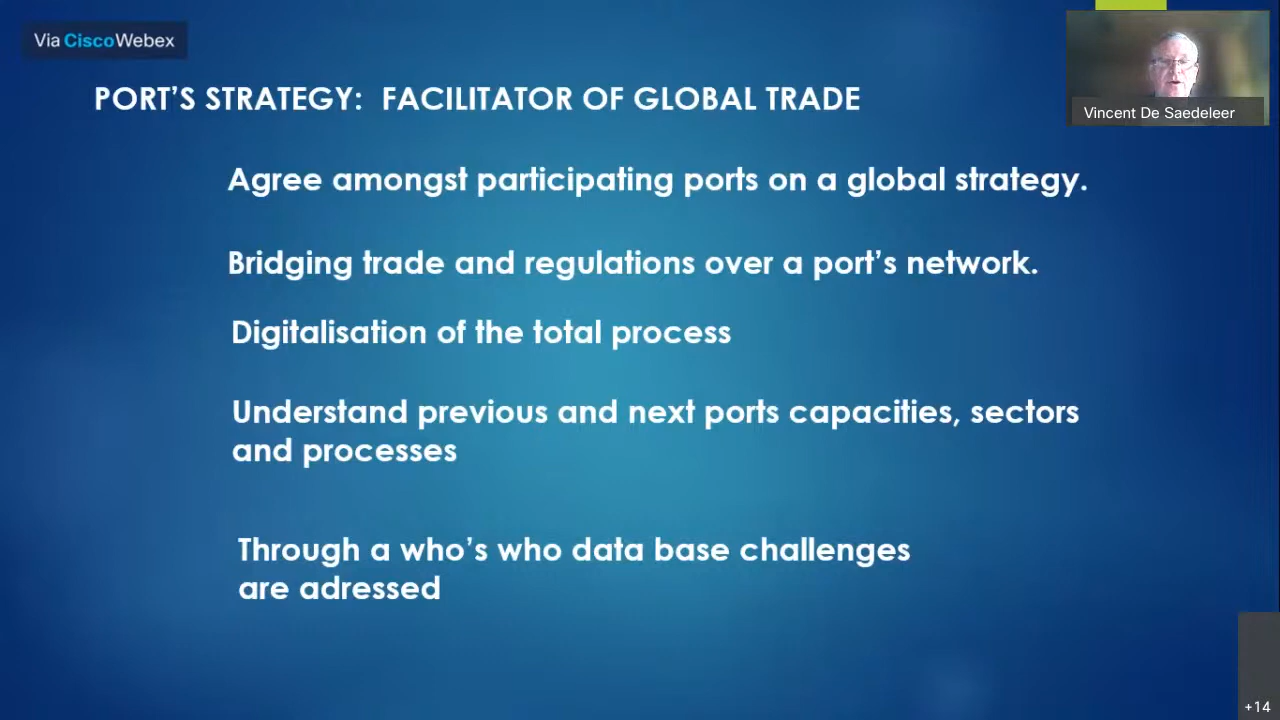 Via CiscoWebex
PORT'S STRATEGY: FACILITATOR OF GLOBAL TRADE
Vincent De Saedeleer
Agree amongst participating ports on a global strategy.
Bridging trade and regulations over a port's network.
Digitalisation of the total process
Understand previous and next ports capacities, sectors
and processes
Through a who's who data base challenges
are adressed
+14